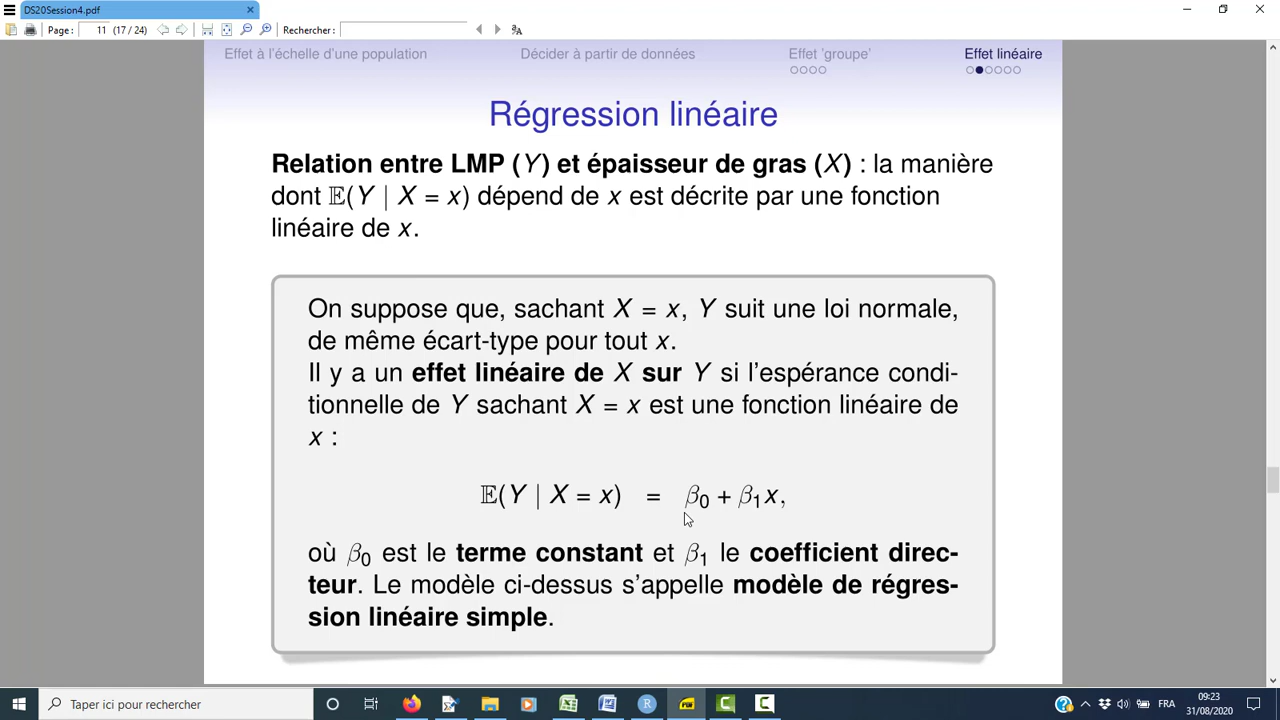 DS20Session4.pdf
Page : 11 (17 / 24) Rechercher :
Effet à l'échelle d'une population Décider à partir de données Effet 'groupe' Effet linéaire
Régression linéaire
Relation entre LMP (Y) et épaisseur de gras (X) : la manière
dont 𝔼(Y | X = x) dépend de x est décrite par une fonction
linéaire de x.
On suppose que, sachant X = x, Y suit une loi normale,
de même écart-type pour tout x.
Il y a un effet linéaire de X sur Y si l'espérance condi-
tionnelle de Y sachant X = x est une fonction linéaire de
x :
𝔼(Y | X = x) = β₀ + β₁x,
où β₀ est le terme constant et β₁ le coefficient direc-
teur. Le modèle ci-dessus s'appelle modèle de régres-
sion linéaire simple.
Taper ici pour rechercher
FRA
09:23
31/08/2020